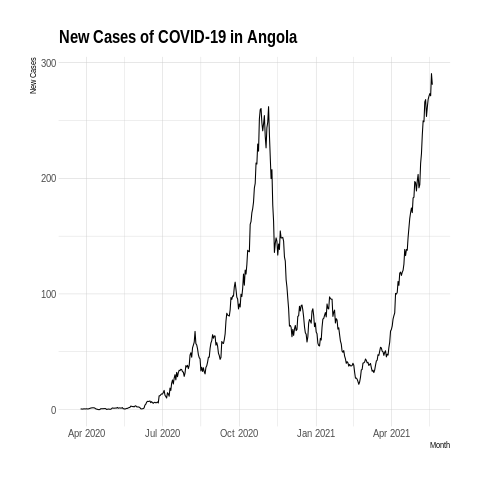 New Cases of COVID-19 in Angola
New Cases
300
200
100
0
Apr 2020 Jul 2020 Oct 2020 Jan 2021 Apr 2021
Month